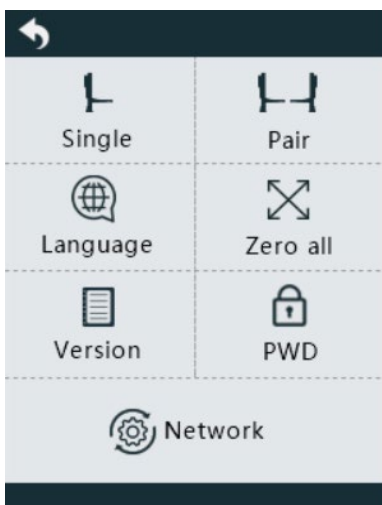 Single
Pair
Language
Zero all
Version
PWD
Network